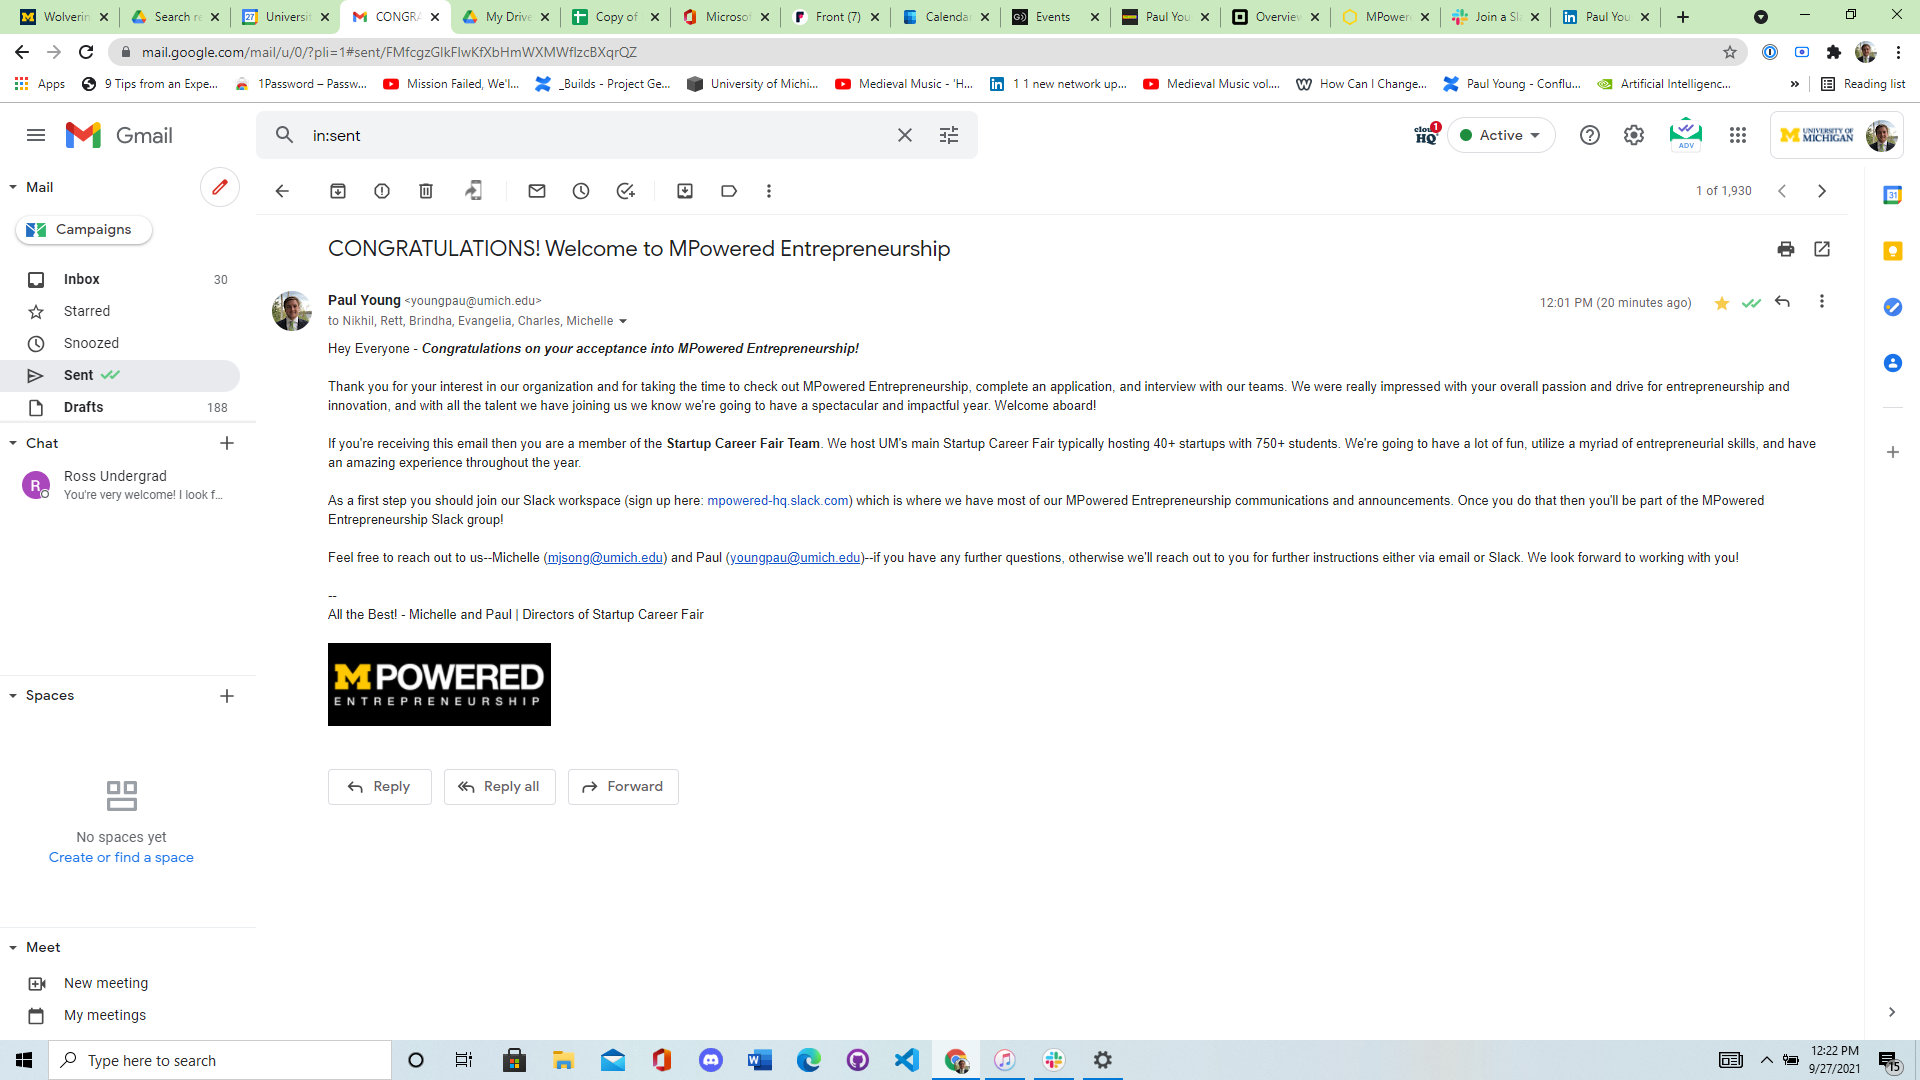 Wolverin
Search re
Universit
CONGRA
My Drive
Copy of
Microsof
Front (7)
Calendar
Events
Paul You
Overview
MPower
Join a Sla
Paul You
mail.google.com/mail/u/0/?pli=1#sent/FMfcgzGlkFlwKfXbHmWXMWflzcBXqrQZ
Apps
9 Tips from an Expe...
1Password – Passw...
Mission Failed, We'l...
_Builds - Project Ge...
University of Michi...
Medieval Music - 'H...
1 1 new network up...
Medieval Music vol....
How Can I Change...
Paul Young - Conflu...
Artificial Intelligenc...
»
Reading list
Gmail
in:sent
cloud HQ 1
Active
ADV
UNIVERSITY OF MICHIGAN
Mail
1 of 1,930
31
Campaigns
CONGRATULATIONS! Welcome to MPowered Entrepreneurship
Inbox 30
Starred
Snoozed
Sent
Drafts 188
Paul Young <youngpau@umich.edu>
12:01 PM (20 minutes ago)
to Nikhil, Rett, Brindha, Evangelia, Charles, Michelle
Hey Everyone - Congratulations on your acceptance into MPowered Entrepreneurship!
Thank you for your interest in our organization and for taking the time to check out MPowered Entrepreneurship, complete an application, and interview with our teams. We were really impressed with your overall passion and drive for entrepreneurship and
innovation, and with all the talent we have joining us we know we're going to have a spectacular and impactful year. Welcome aboard!
If you're receiving this email then you are a member of the Startup Career Fair Team. We host UM's main Startup Career Fair typically hosting 40+ startups with 750+ students. We're going to have a lot of fun, utilize a myriad of entrepreneurial skills, and have
an amazing experience throughout the year.
As a first step you should join our Slack workspace (sign up here: mpowered-hq.slack.com) which is where we have most of our MPowered Entrepreneurship communications and announcements. Once you do that then you'll be part of the MPowered
Entrepreneurship Slack group!
Feel free to reach out to us--Michelle (mjsong@umich.edu) and Paul (youngpau@umich.edu)--if you have any further questions, otherwise we'll reach out to you for further instructions either via email or Slack. We look forward to working with you!
--
All the Best! - Michelle and Paul | Directors of Startup Career Fair
MPOWERED
ENTREPRENEURSHIP
Reply
Reply all
Forward
Chat
R
Ross Undergrad
You're very welcome! I look f...
Spaces
No spaces yet
Create or find a space
Meet
New meeting
My meetings
Type here to search
12:22 PM
9/27/2021
15